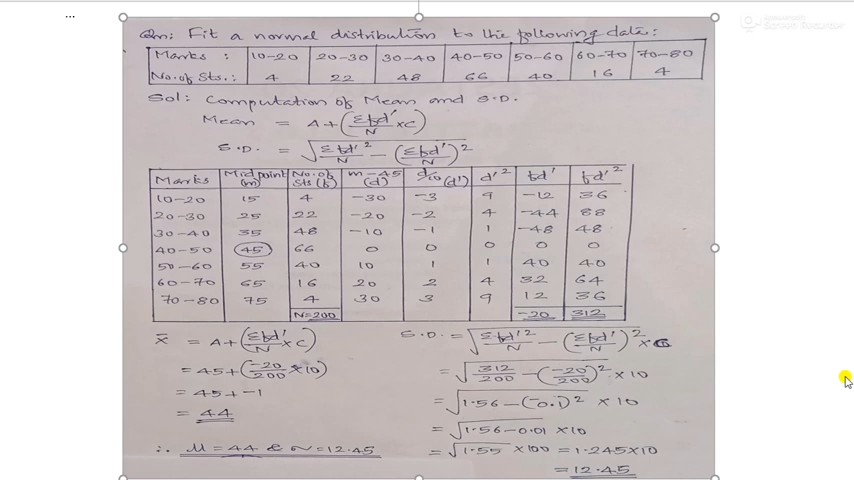 ...
Screen Recorder
Qn: Fit a normal distribution to the following data:
Marks : 10-20 20-30 30-40 40-50 50-60 60-70 70-80
No.of Sts.: 4 22 48 66 40 16 4
Sol: Computation of Mean and S.D.
Mean = A+(Σfd'/N ×C)
S.D. = √Σfd'²/N − (Σfd'/N)²
Marks Mid point (m) No.of Sts (f) m-45 (d) d/10 (d') d'² fd' fd'²
10-20 15 4 -30 -3 9 -12 36
20-30 25 22 -20 -2 4 -44 88
30-40 35 48 -10 -1 1 -48 48
40-50 45 66 0 0 0 0 0
50-60 55 40 10 1 1 40 40
60-70 65 16 20 2 4 32 64
70-80 75 4 30 3 9 12 36
N=200 -20 312
x̄ = A+(Σfd'/N ×C)
= 45+(-20/200 ×10)
= 45+-1
= 44
∴ μ = 44 & σ = 12.45
S.D. = √Σfd'²/N − (Σfd'/N)² × C
= √312/200 − (-20/200)² × 10
= √1.56 − (-0.1)² × 10
= √1.56-0.01 ×10
= √1.55 ×100 = 1.245×10
= 12.45